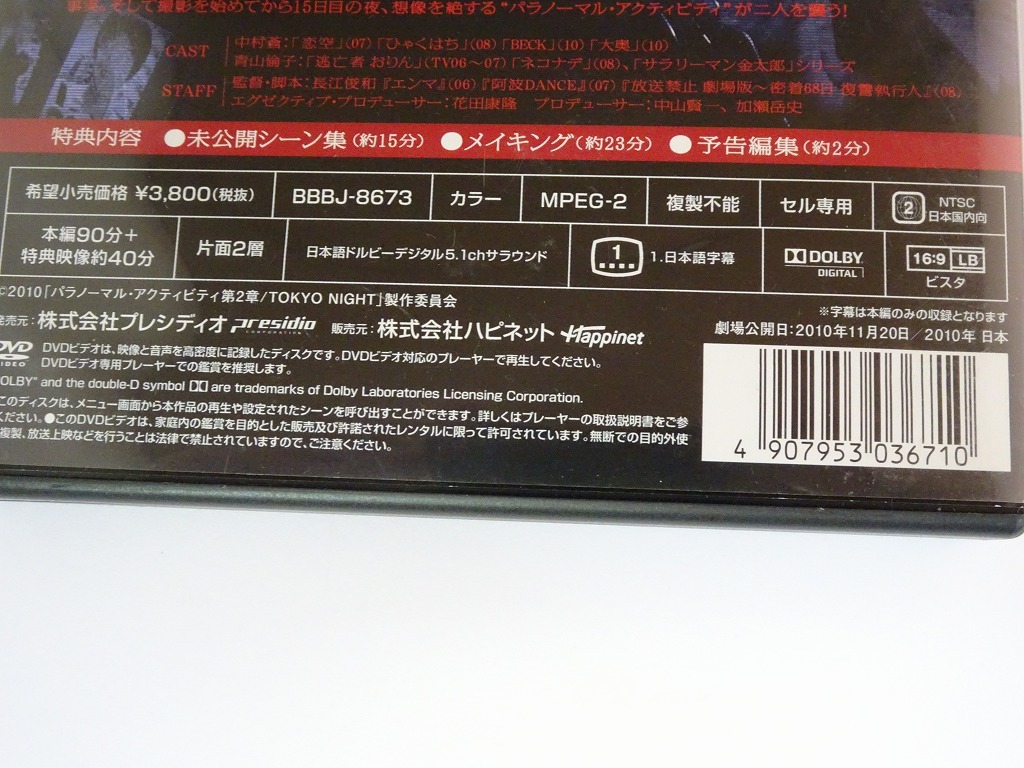 事実。そして撮影を始めてから15日目の夜、想像を絶する“パラノーマル・アクティビティ”が二人を襲う!
CAST 中村蒼:「恋空」(07)「ひゃくはち」(08)「BECK」(10)「大奥」(10)
青山倫子:「逃亡者 おりん」(TV06〜07)「ネコナデ」(08)、「サラリーマン金太郎」シリーズ
STAFF 監督・脚本:長江俊和『エンマ』(06)『阿波DANCE』(07)『放送禁止 劇場版〜密着68日 復讐執行人』(08)
エグゼクティブ・プロデューサー:花田康隆 プロデューサー:中山賢一、加瀬岳史
特典内容 ●未公開シーン集(約15分) ●メイキング(約23分) ●予告編集(約2分)
希望小売価格 ¥3,800(税抜) BBBJ-8673 カラー MPEG-2 複製不能 セル専用 2 NTSC 日本国内向
本編90分+ 特典映像約40分 片面2層 日本語ドルビーデジタル5.1chサラウンド 1 1.日本語字幕 DOLBY DIGITAL 16:9 LB ビスタ
©2010「パラノーマル・アクティビティ第2章/TOKYO NIGHT」製作委員会
※字幕は本編のみの収録となります
発売元:株式会社プレシディオ presidio CORPORATION 販売元:株式会社ハピネット Happinet
劇場公開日:2010年11月20日/2010年 日本
DVD VIDEO DVDビデオは、映像と音声を高密度に記録したディスクです。DVDビデオ対応のプレーヤーで再生してください。
DVDビデオ専用プレーヤーでの鑑賞を推奨します。
DOLBY" and the double-D symbol are trademarks of Dolby Laboratories Licensing Corporation.
このディスクは、メニュー画面から本作品の再生や設定されたシーンを呼び出すことができます。詳しくはプレーヤーの取扱説明書をご参
ください。●このDVDビデオは、家庭内の鑑賞を目的とした販売及び許諾されたレンタルに限って許可されています。無断での目的外使
複製、放送上映などを行うことは法律で禁止されていますので、ご注意ください。
4 907953 036710